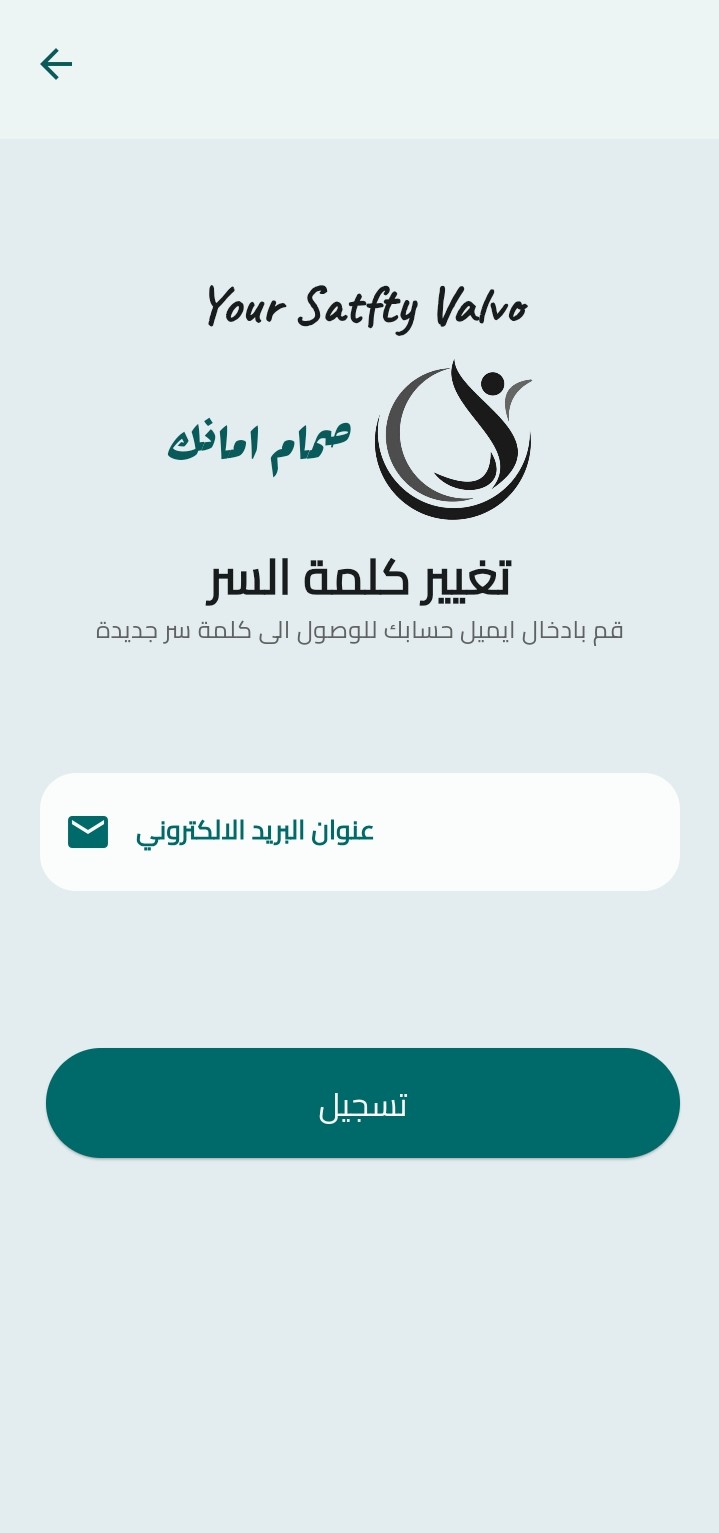 Your Satfty Valvo
صمام امانك
تغيير كلمة السر
قم بادخال ايميل حسابك للوصول الى كلمة سر جديدة
عنوان البريد الالكتروني
تسجيل